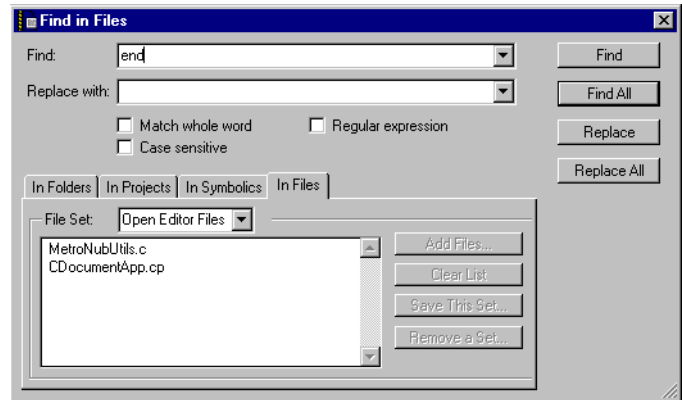 Find in Files
Find:
end
Find
Replace with:
Find All
Match whole word
Regular expression
Replace
Case sensitive
Replace All
In Folders
In Projects
In Symbolics
In Files
File Set:
Open Editor Files
MetroNubUtils.c
CDocumentApp.cp
Add Files...
Clear List
Save This Set...
Remove a Set...